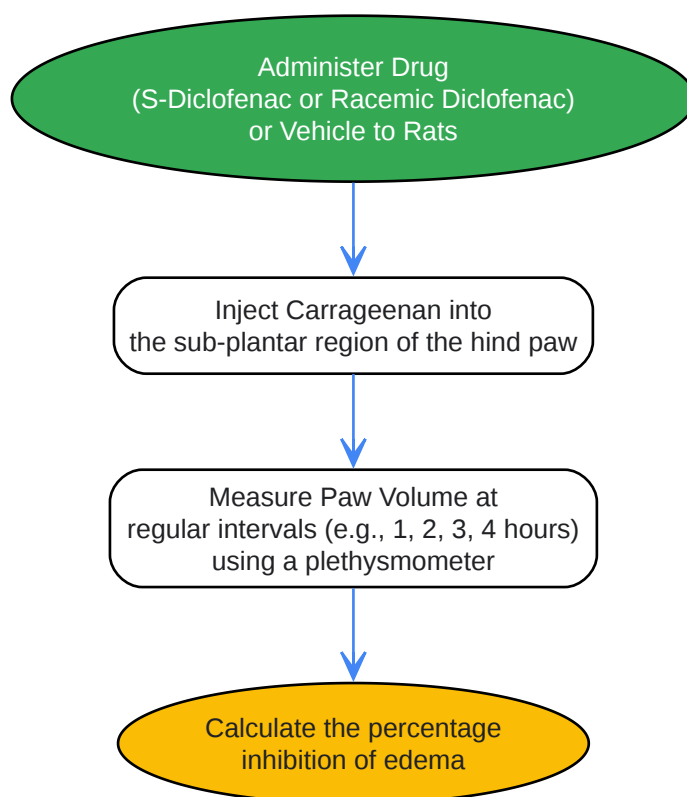 Administer Drug
(S-Diclofenac or Racemic Diclofenac)
or Vehicle to Rats
Inject Carrageenan into
the sub-plantar region of the hind paw
Measure Paw Volume at
regular intervals (e.g., 1, 2, 3, 4 hours)
using a plethysmometer
Calculate the percentage
inhibition of edema